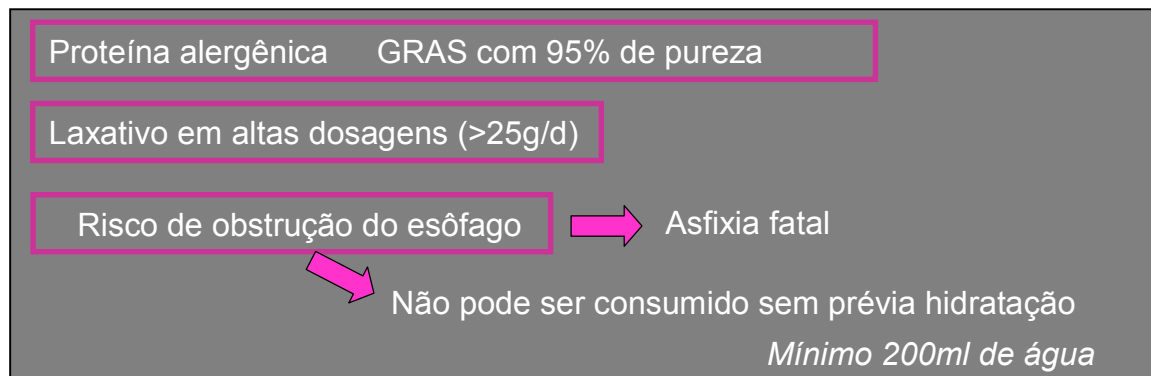 Proteína alergênica GRAS com 95% de pureza
Laxativo em altas dosagens (>25g/d)
Risco de obstrução do esôfago Asfixia fatal
Não pode ser consumido sem prévia hidratação
Mínimo 200ml de água